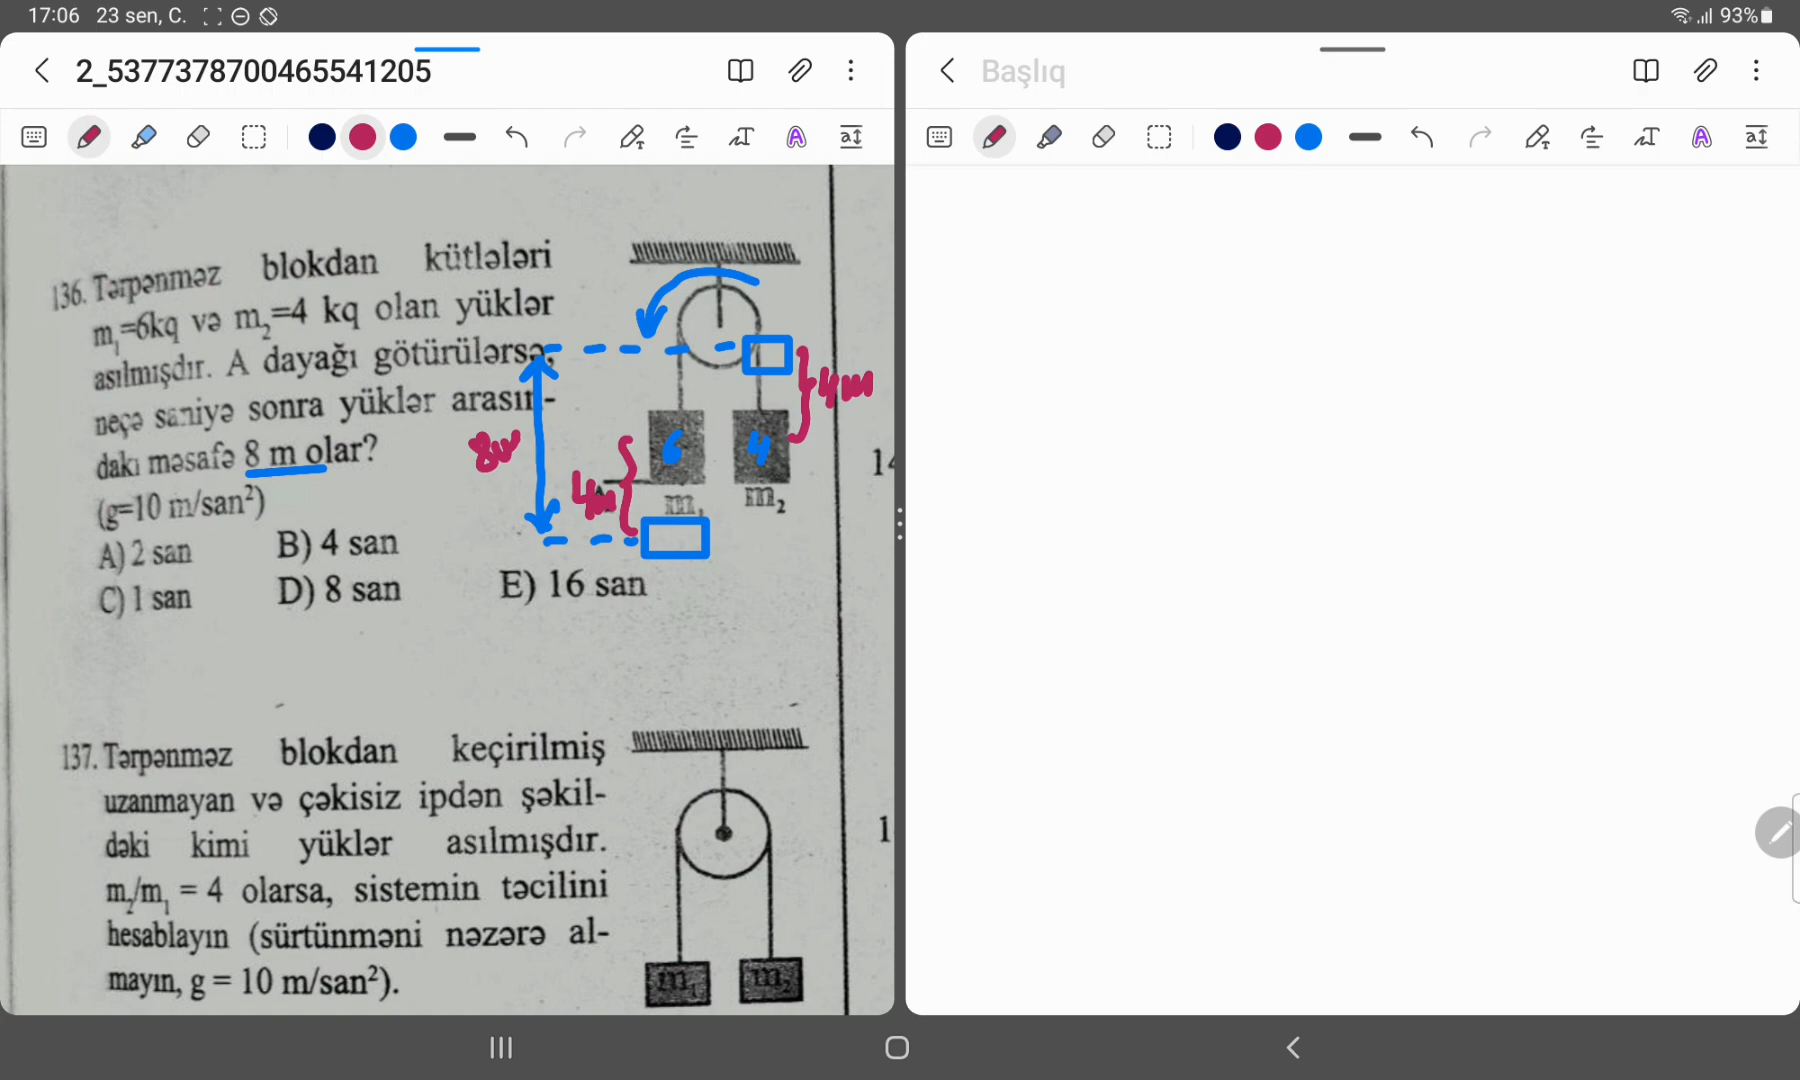 17:06 23 sen, C.
93%
2_5377378700465541205
Başlıq
136. Tərpənməz blokdan kütlələri
m₁=6kq və m₂=4 kq olan yüklər
asılmışdır. A dayağı götürülərsə,
neçə saniyə sonra yüklər arasın-
dakı məsafə 8 m olar?
(g=10 m/san²)
A) 2 san B) 4 san
C) 1 san D) 8 san E) 16 san
4m
8m
6 4
4m
m₁ m₂
14
137. Tərpənməz blokdan keçirilmiş
uzanmayan və çəkisiz ipdən şəkil-
dəki kimi yüklər asılmışdır.
m₂/m₁ = 4 olarsa, sistemin təcilini
hesablayın (sürtünməni nəzərə al-
mayın, g = 10 m/san²).
m₁ m₂
1